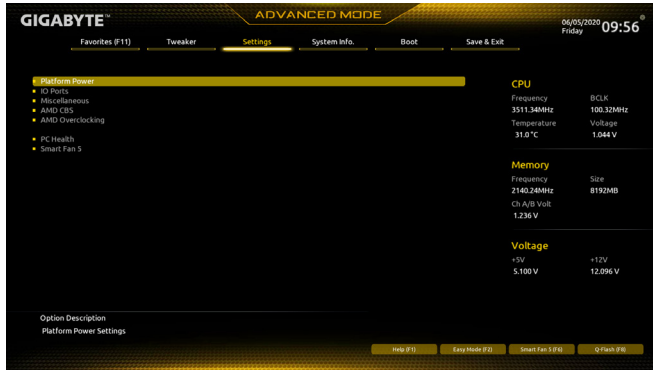 GIGABYTE™
ADVANCED MODE
06/05/2020
Friday
09:56
Favorites (F11)
Tweaker
Settings
System Info.
Boot
Save & Exit
Platform Power
IO Ports
Miscellaneous
AMD CBS
AMD Overclocking
PC Health
Smart Fan 5
CPU
Frequency BCLK
3511.34MHz 100.32MHz
Temperature Voltage
31.0 °C 1.044 V
Memory
Frequency Size
2140.24MHz 8192MB
Ch A/B Volt
1.236 V
Voltage
+5V +12V
5.100 V 12.096 V
Option Description
Platform Power Settings
Help (F1)
Easy Mode (F2)
Smart Fan 5 (F6)
Q-Flash (F8)